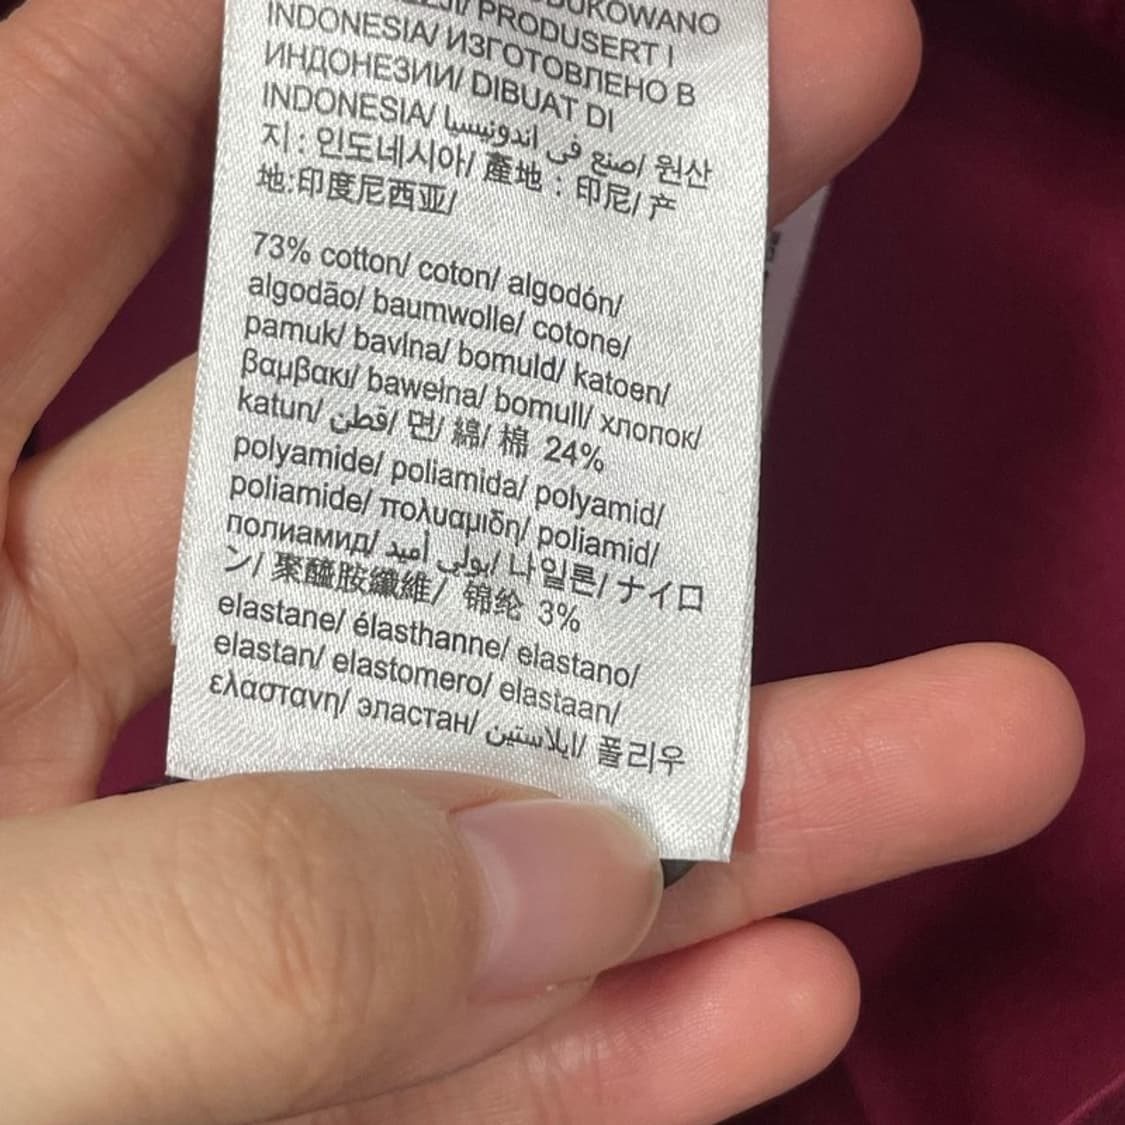 PRODUSERT I
INDONESIA/ ИЗГОТОВЛЕНО В
ИНДОНЕЗИИ/ DIBUAT DI
INDONESIA/ صنع في اندونيسيا/ 원산
지 : 인도네시아/ 產地 : 印尼/ 产
地:印度尼西亚/
73% cotton/ coton/ algodón/
algodão/ baumwolle/ cotone/
pamuk/ bavlna/ bomuld/ katoen/
βαμβακι/ bawełna/ bomull/ хлопок/
katun/ قطن/ 면/ 綿/ 棉 24%
polyamide/ poliamida/ polyamid/
poliamide/ πολυαμιδη/ poliamid/
полиамид/ بولي أميد/ 나일론/ ナイロ
ン/ 聚醯胺纖維/ 锦纶 3%
elastane/ élasthanne/ elastano/
elastan/ elastomero/ elastaan/
ελαστανη/ эластан/ ايلاستين/ 폴리우